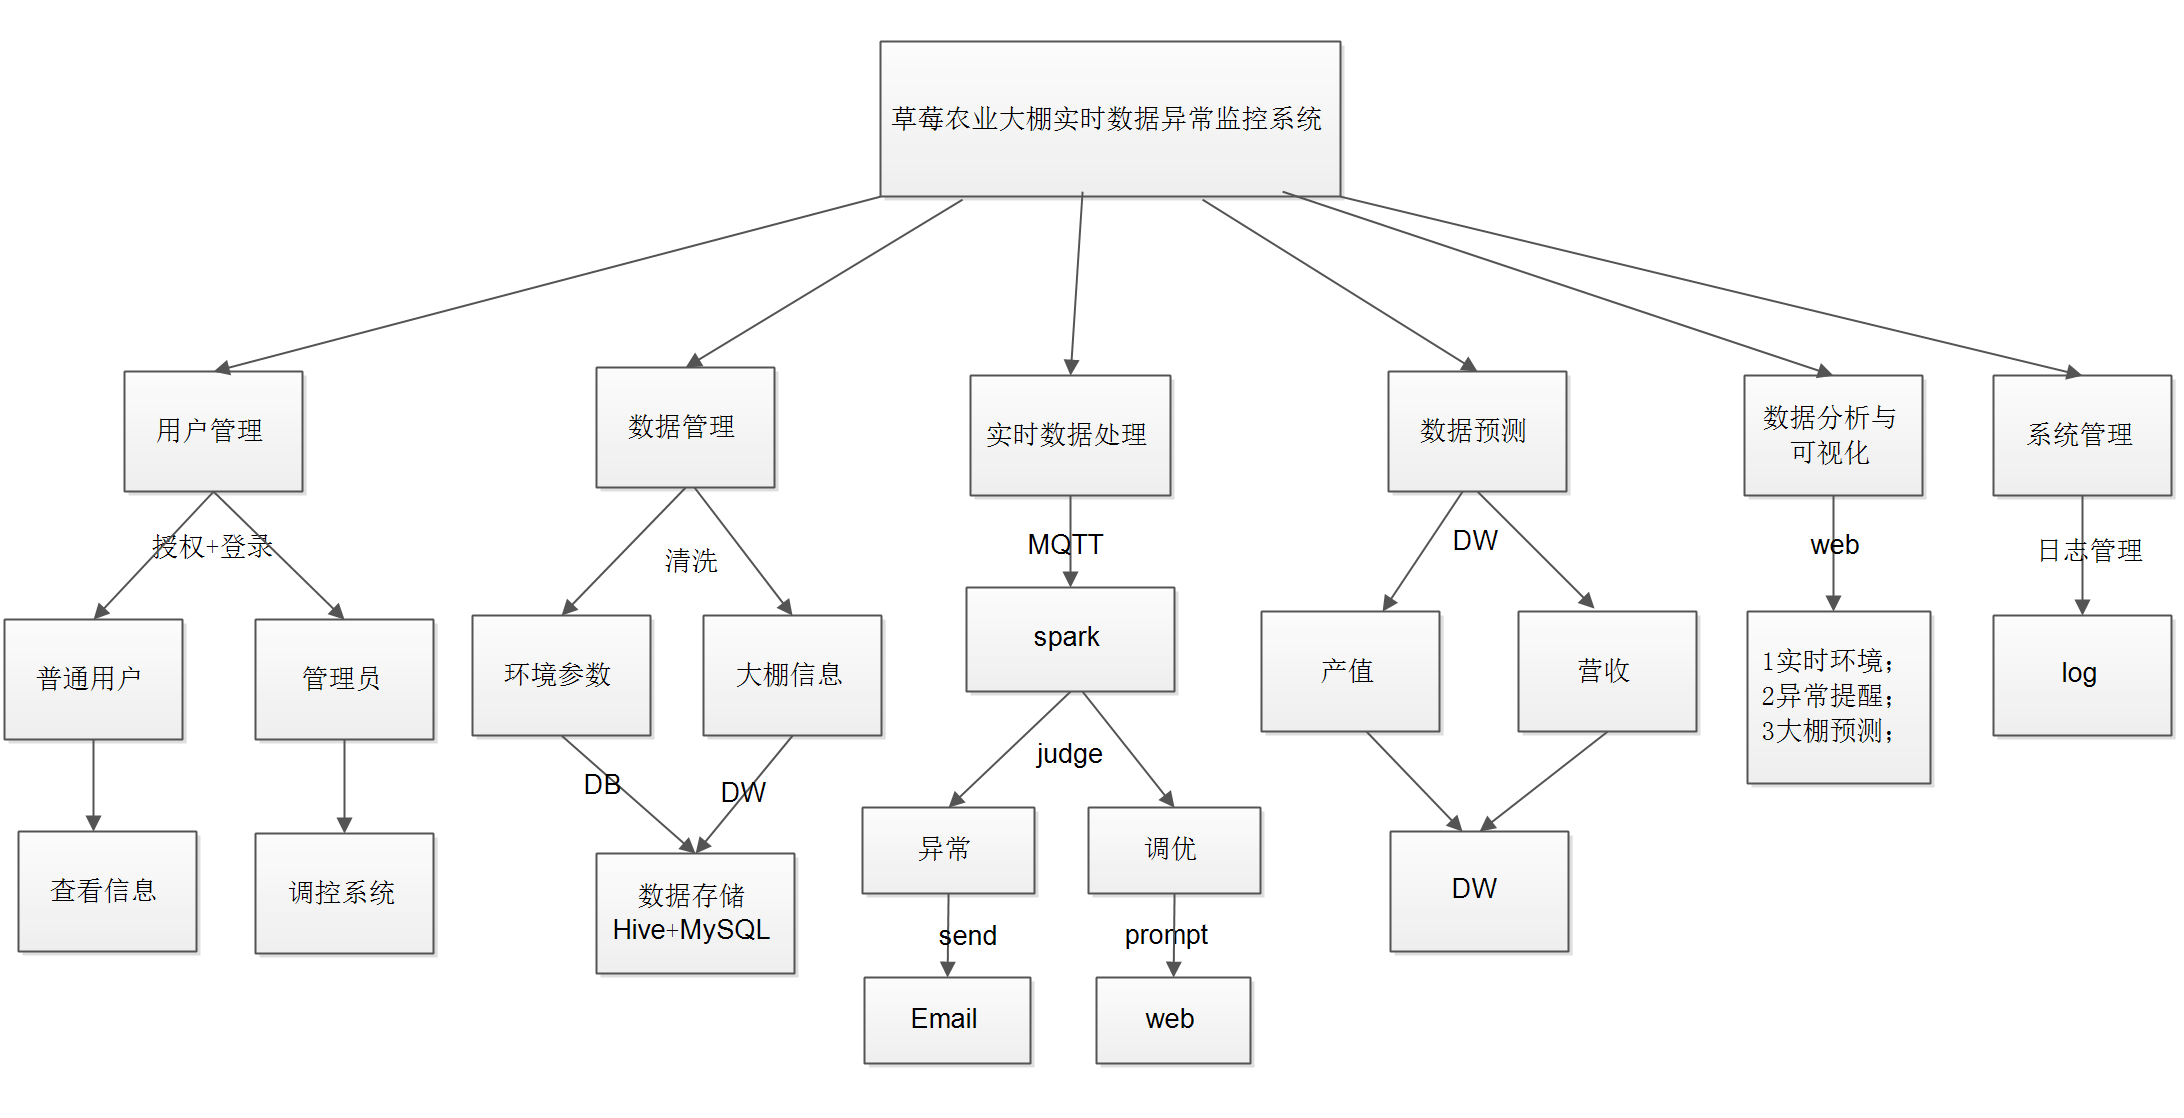 草莓农业大棚实时数据异常监控系统
用户管理
数据管理
实时数据处理
数据预测
数据分析与
可视化
系统管理
授权+登录
清洗
MQTT
DW
web
日志管理
普通用户
管理员
环境参数
大棚信息
spark
产值
营收
1实时环境；
2异常提醒；
3大棚预测；
log
DB
DW
judge
查看信息
调控系统
数据存储
Hive+MySQL
异常
调优
DW
send
prompt
Email
web